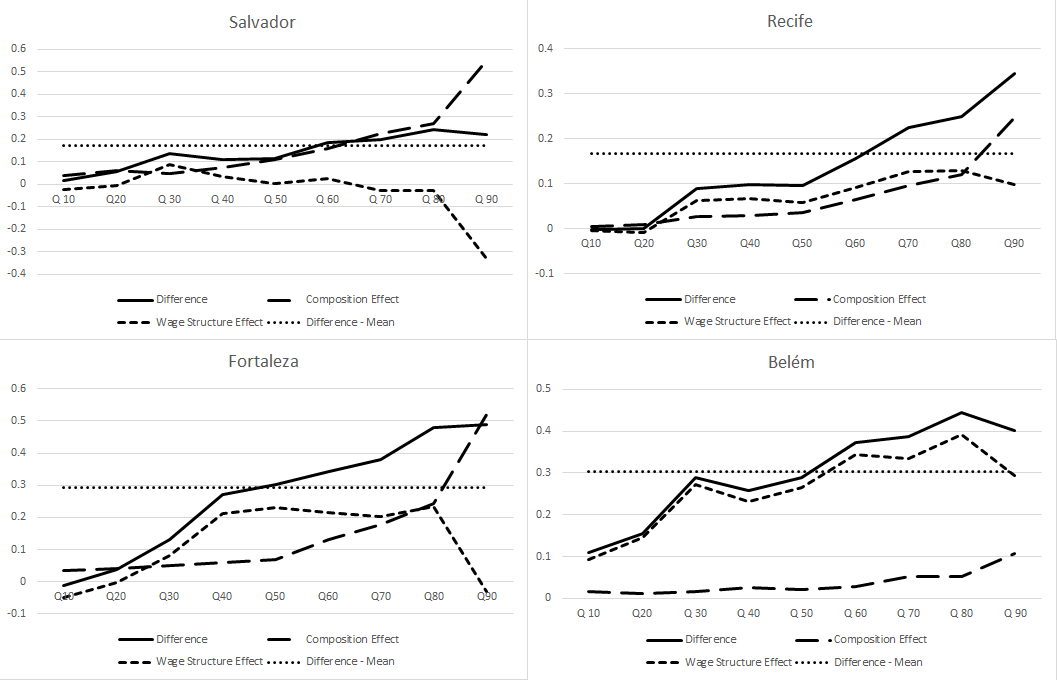 Salvador
0.6
0.5
0.4
0.3
0.2
0.1
0
-0.1
-0.2
-0.3
-0.4
Q 10 Q20 Q 30 Q 40 Q 50 Q 60 Q 70 Q 80 Q 90
Difference Composition Effect
Wage Structure Effect Difference - Mean
Recife
0.4
0.3
0.2
0.1
0
-0.1
Q10 Q20 Q30 Q40 Q50 Q60 Q70 Q80 Q90
Difference Composition Effect
Wage Structure Effect Difference - Mean
Fortaleza
0.6
0.5
0.4
0.3
0.2
0.1
0
-0.1
Q10 Q20 Q30 Q40 Q50 Q60 Q70 Q80 Q90
Difference Composition Effect
Wage Structure Effect Difference - Mean
Belém
0.5
0.4
0.3
0.2
0.1
0
Q 10 Q20 Q 30 Q 40 Q 50 Q 60 Q 70 Q 80 Q 90
Difference Composition Effect
Wage Structure Effect Difference - Mean